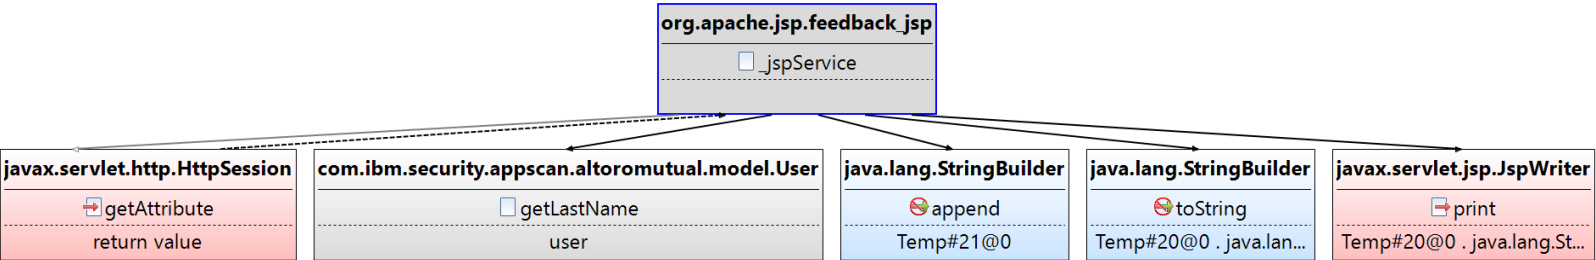 org.apache.jsp.feedback_jsp
_jspService
javax.servlet.http.HttpSession
getAttribute
return value
com.ibm.security.appscan.altoromutual.model.User
getLastName
user
java.lang.StringBuilder
append
Temp#21@0
java.lang.StringBuilder
toString
Temp#20@0 . java.lan...
javax.servlet.jsp.JspWriter
print
Temp#20@0 . java.lang.St...